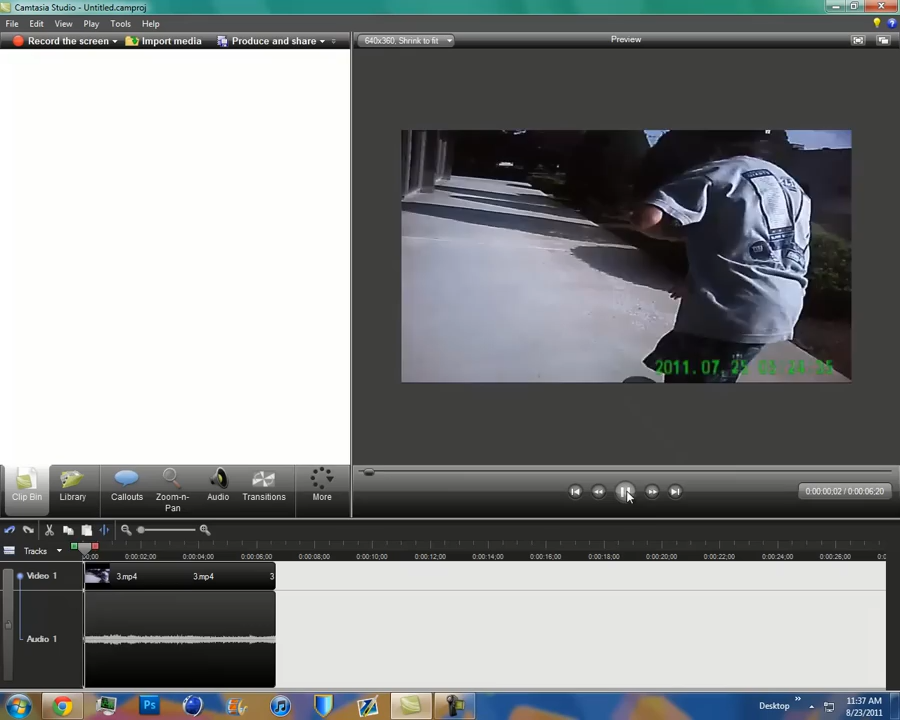 Camtasia Studio - Untitled.camproj
File Edit View Play Tools Help
Record the screen Import media Produce and share
640x360, Shrink to fit
Preview
Clip Bin Library Callouts Zoom-n-Pan Audio Transitions More
0:00:00;02 / 0:00:06;20
Tracks
0:00:02;00 0:00:04;00 0:00:06;00 0:00:08;00 0:00:10;00 0:00:12;00 0:00:14;00 0:00:16;00 0:00:18;00 0:00:20;00 0:00:22;00 0:00:24;00 0:00:26;00
Video 1 3.mp4 3.mp4 3
Audio 1
Desktop
11:37 AM
8/23/2011